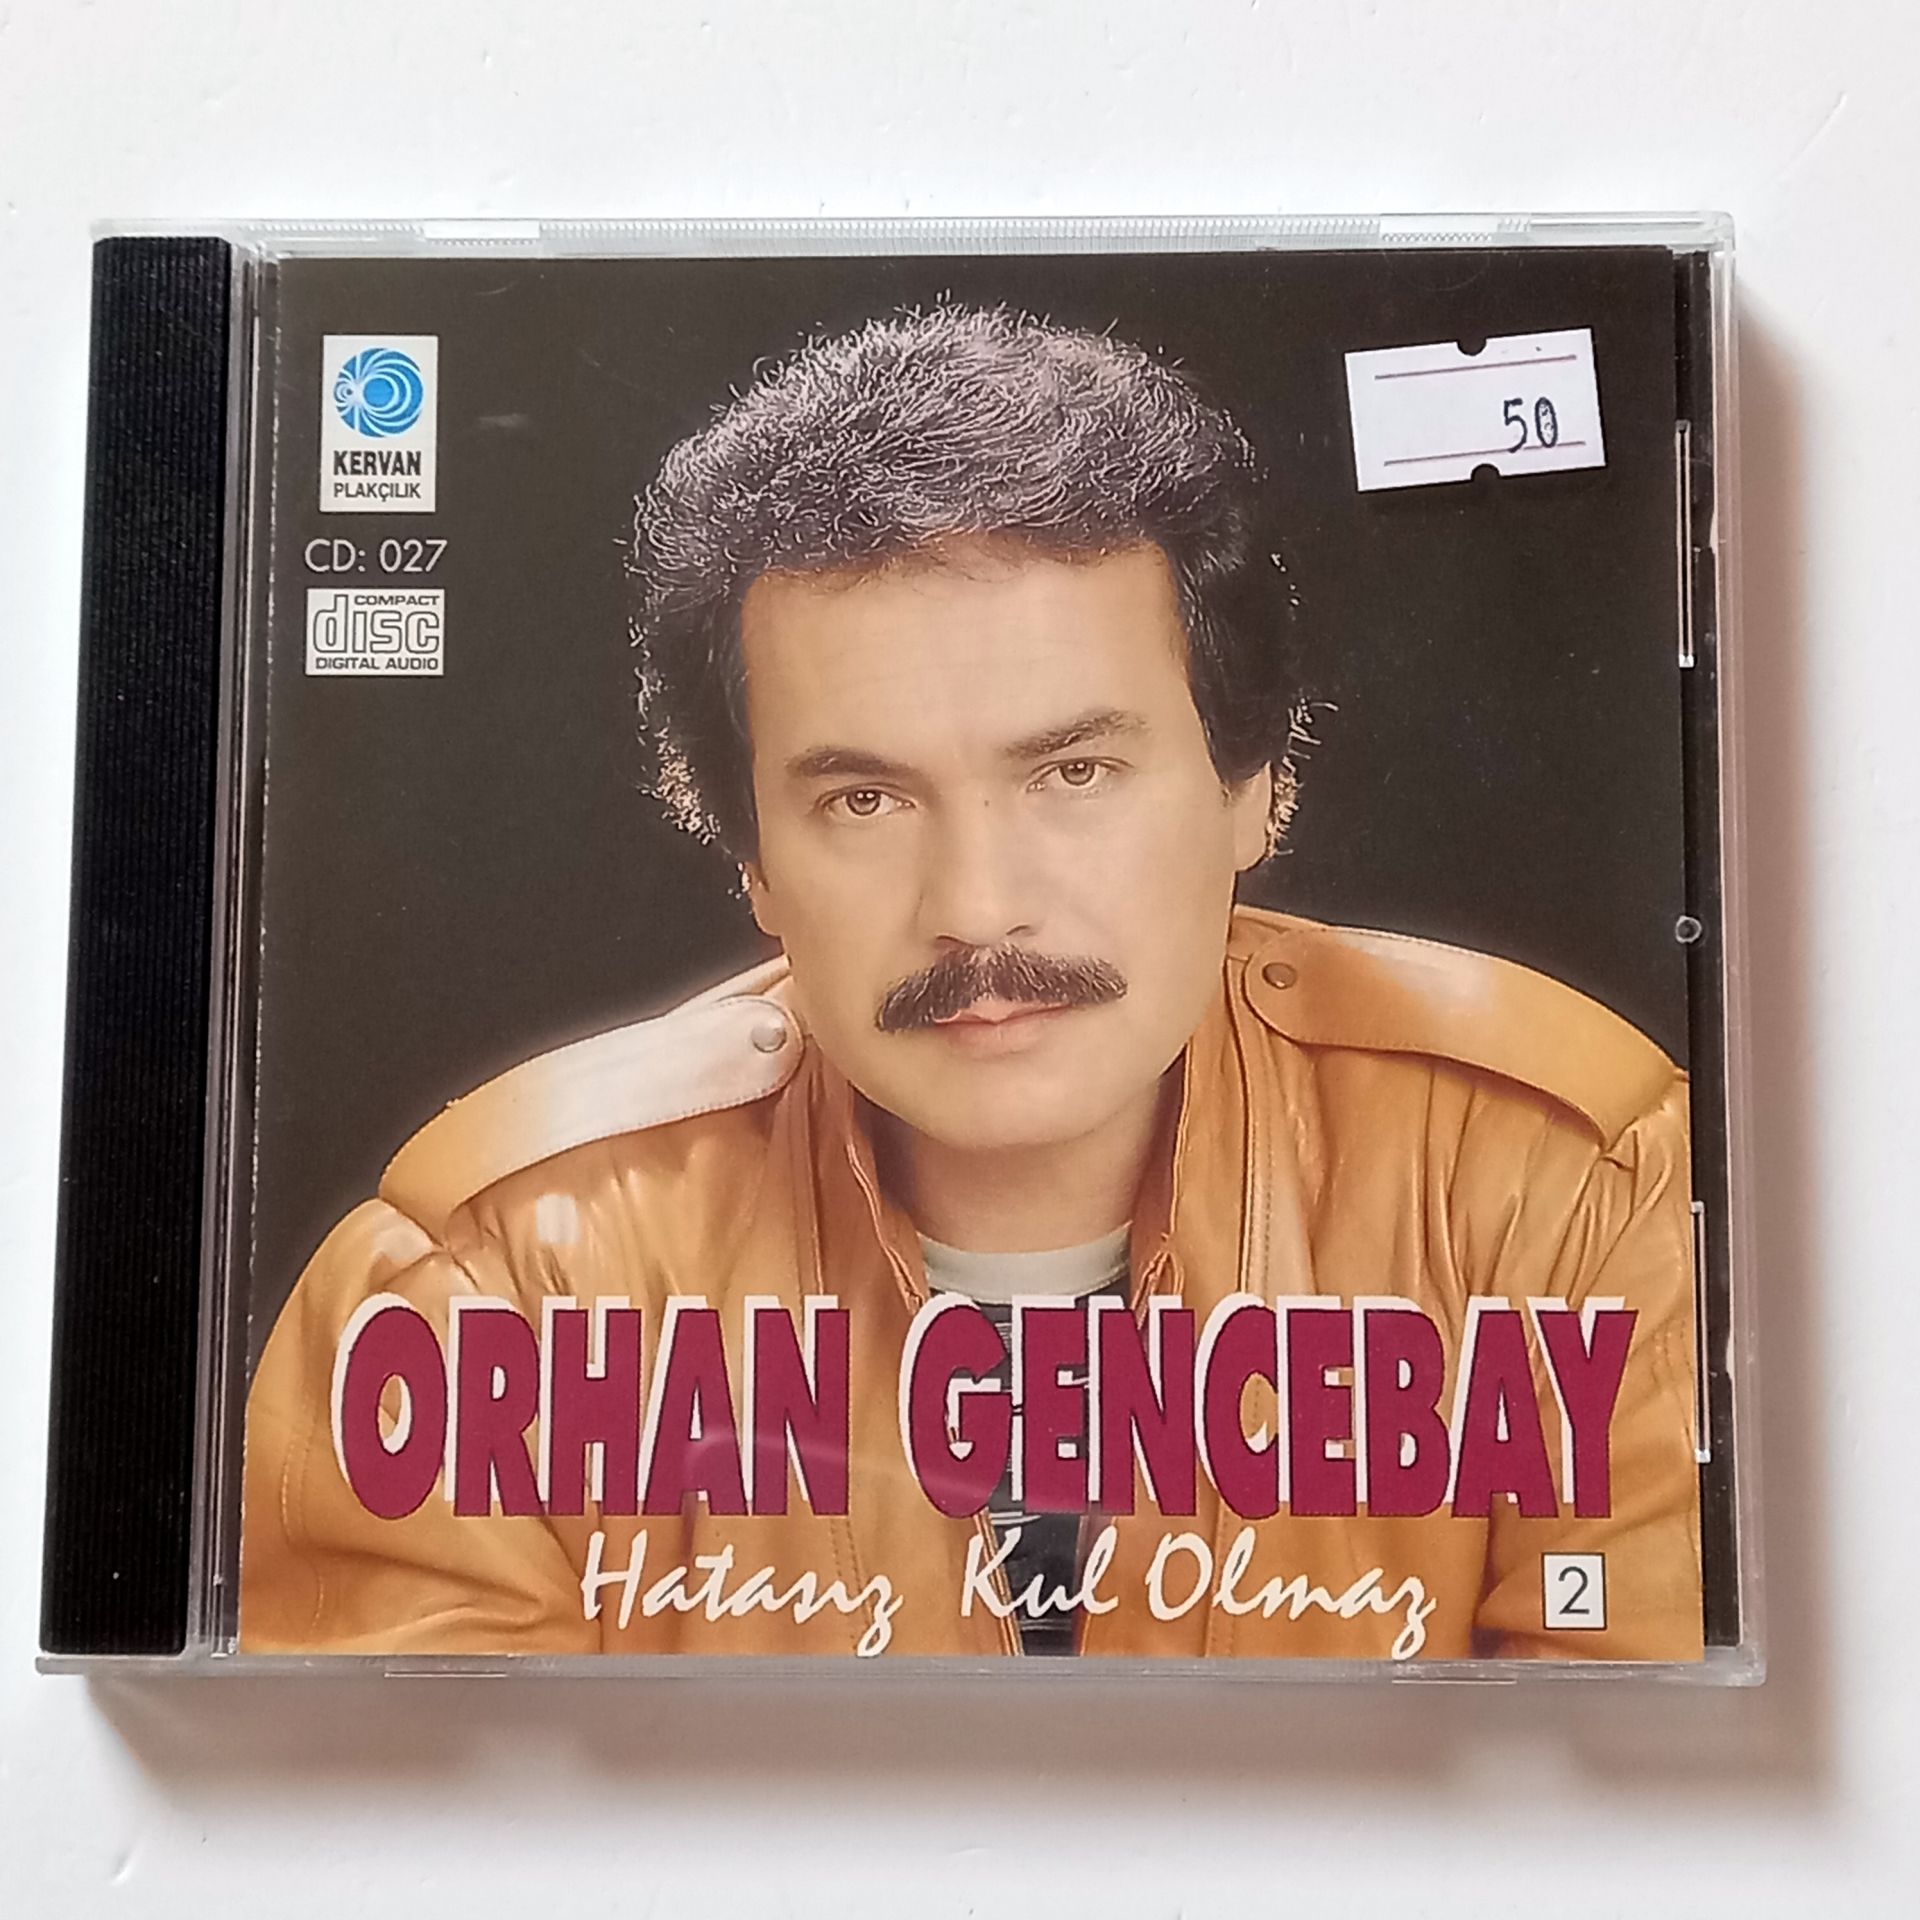 KERVAN
PLAKÇILIK
CD: 027
COMPACT
disc
DIGITAL AUDIO
50
ORHAN GENCEBAY
Hatasız Kul Olmaz
2